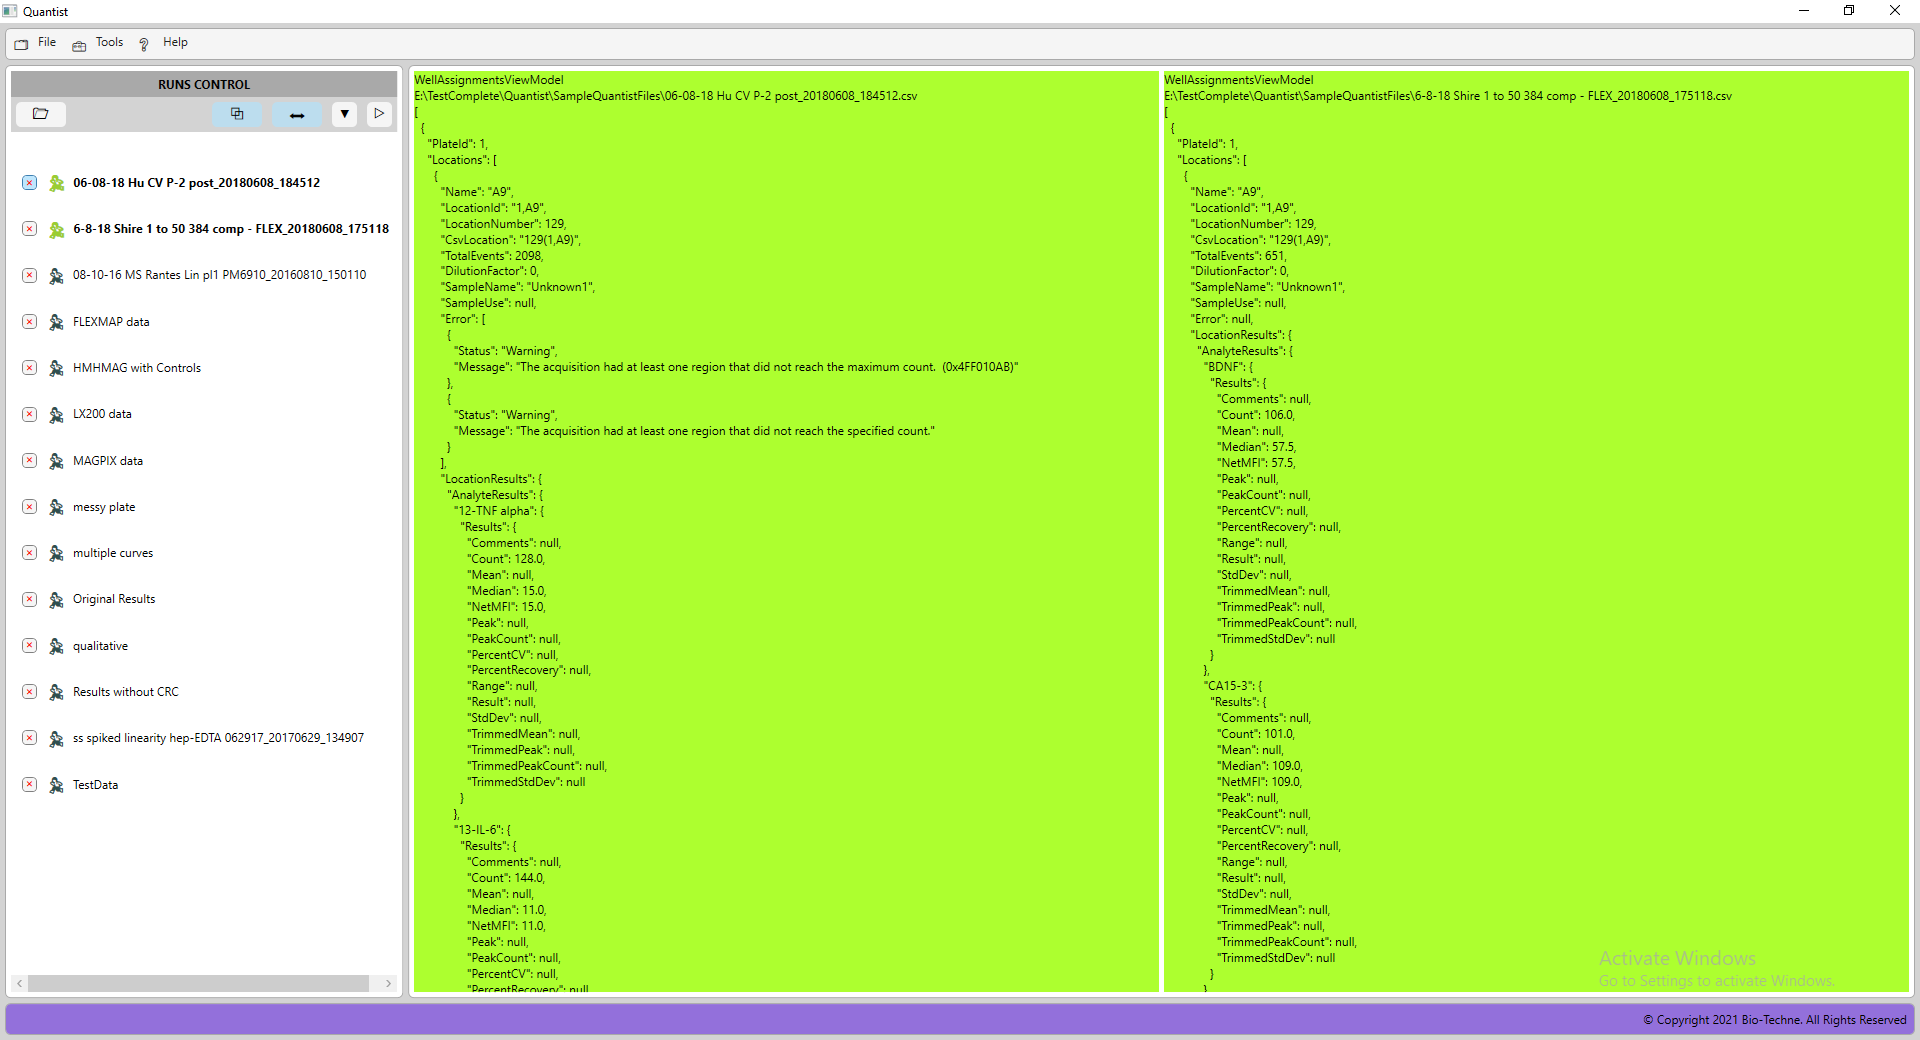 Quantist
File Tools Help
RUNS CONTROL
06-08-18 Hu CV P-2 post_20180608_184512
6-8-18 Shire 1 to 50 384 comp - FLEX_20180608_175118
08-10-16 MS Rantes Lin pl1 PM6910_20160810_150110
FLEXMAP data
HMHMAG with Controls
LX200 data
MAGPIX data
messy plate
multiple curves
Original Results
qualitative
Results without CRC
ss spiked linearity hep-EDTA 062917_20170629_134907
TestData
WellAssignmentsViewModel
E:\TestComplete\Quantist\SampleQuantistFiles\06-08-18 Hu CV P-2 post_20180608_184512.csv
[
{
"PlateId": 1,
"Locations": [
{
"Name": "A9",
"LocationId": "1,A9",
"LocationNumber": 129,
"CsvLocation": "129(1,A9)",
"TotalEvents": 2098,
"DilutionFactor": 0,
"SampleName": "Unknown1",
"SampleUse": null,
"Error": [
{
"Status": "Warning",
"Message": "The acquisition had at least one region that did not reach the maximum count.  (0x4FF010AB)"
},
{
"Status": "Warning",
"Message": "The acquisition had at least one region that did not reach the specified count."
}
],
"LocationResults": {
"AnalyteResults": {
"12-TNF alpha": {
"Results": {
"Comments": null,
"Count": 128.0,
"Mean": null,
"Median": 15.0,
"NetMFI": 15.0,
"Peak": null,
"PeakCount": null,
"PercentCV": null,
"PercentRecovery": null,
"Range": null,
"Result": null,
"StdDev": null,
"TrimmedMean": null,
"TrimmedPeak": null,
"TrimmedPeakCount": null,
"TrimmedStdDev": null
}
},
"13-IL-6": {
"Results": {
"Comments": null,
"Count": 144.0,
"Mean": null,
"Median": 11.0,
"NetMFI": 11.0,
"Peak": null,
"PeakCount": null,
"PercentCV": null,
"PercentRecovery": null
WellAssignmentsViewModel
E:\TestComplete\Quantist\SampleQuantistFiles\6-8-18 Shire 1 to 50 384 comp - FLEX_20180608_175118.csv
[
{
"PlateId": 1,
"Locations": [
{
"Name": "A9",
"LocationId": "1,A9",
"LocationNumber": 129,
"CsvLocation": "129(1,A9)",
"TotalEvents": 651,
"DilutionFactor": 0,
"SampleName": "Unknown1",
"SampleUse": null,
"Error": null,
"LocationResults": {
"AnalyteResults": {
"BDNF": {
"Results": {
"Comments": null,
"Count": 106.0,
"Mean": null,
"Median": 57.5,
"NetMFI": 57.5,
"Peak": null,
"PeakCount": null,
"PercentCV": null,
"PercentRecovery": null,
"Range": null,
"Result": null,
"StdDev": null,
"TrimmedMean": null,
"TrimmedPeak": null,
"TrimmedPeakCount": null,
"TrimmedStdDev": null
}
},
"CA15-3": {
"Results": {
"Comments": null,
"Count": 101.0,
"Mean": null,
"Median": 109.0,
"NetMFI": 109.0,
"Peak": null,
"PeakCount": null,
"PercentCV": null,
"PercentRecovery": null,
"Range": null,
"Result": null,
"StdDev": null,
"TrimmedMean": null,
"TrimmedPeak": null,
"TrimmedPeakCount": null,
"TrimmedStdDev": null
}
}
Activate Windows
Go to Settings to activate Windows.
© Copyright 2021 Bio-Techne. All Rights Reserved